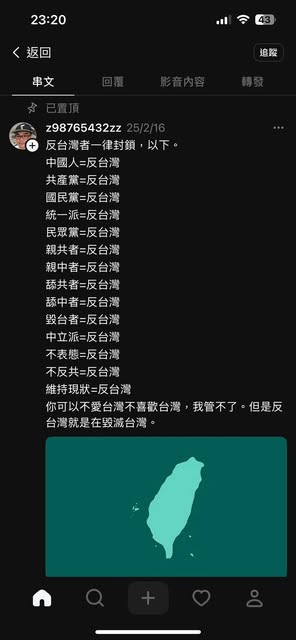 23:20
43
返回
追蹤
串文
回覆
影音內容
轉發
已置頂
z98765432zz 25/2/16
反台灣者一律封鎖，以下。
中國人=反台灣
共產黨=反台灣
國民黨=反台灣
統一派=反台灣
民眾黨=反台灣
親共者=反台灣
親中者=反台灣
舔共者=反台灣
舔中者=反台灣
毀台者=反台灣
中立派=反台灣
不表態=反台灣
不反共=反台灣
維持現狀=反台灣
你可以不愛台灣不喜歡台灣，我管不了。但是反
台灣就是在毀滅台灣。